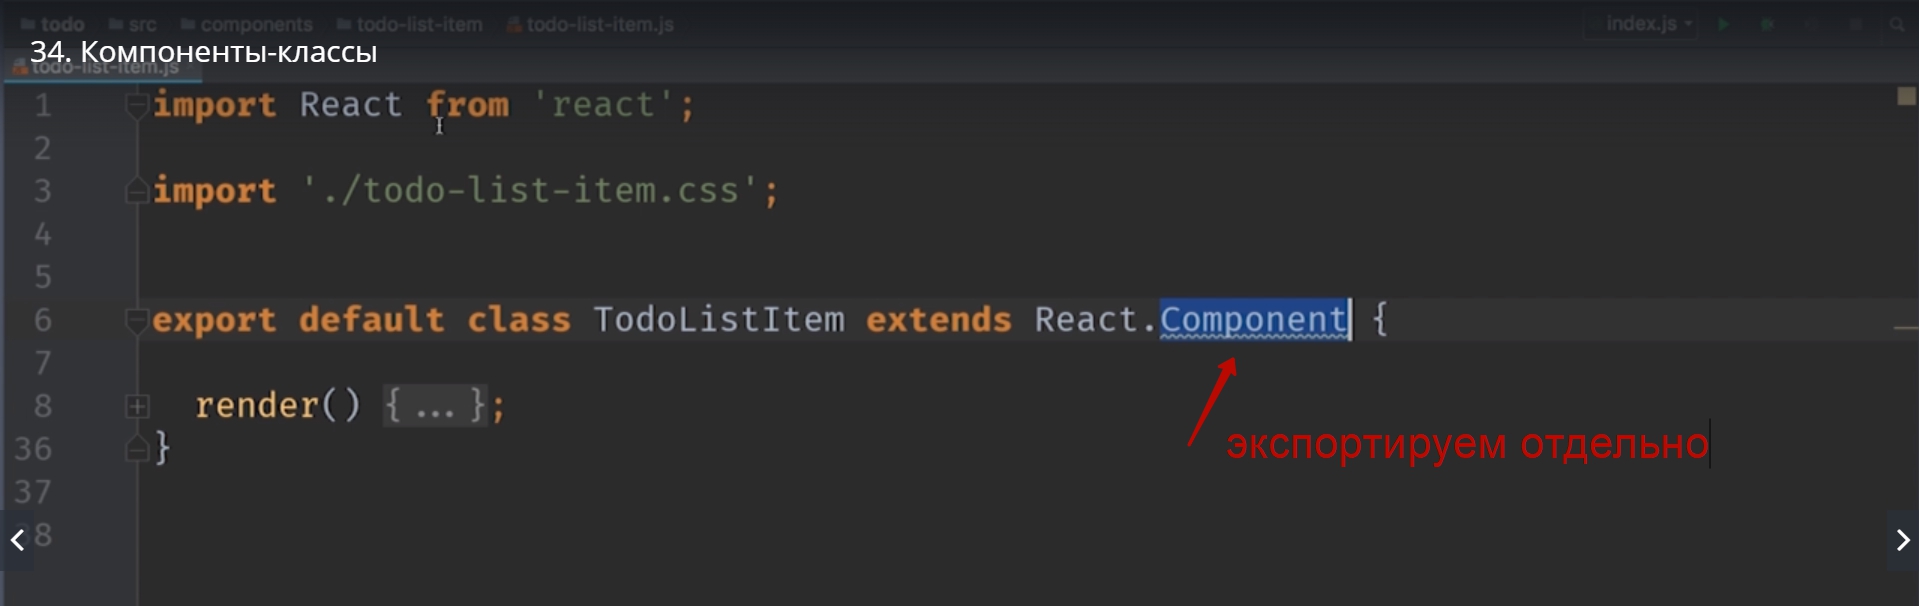 todo src components todo-list-item todo-list-item.js index.js
34. Компоненты-классы
todo-list-item.js
1 import React from 'react';
2
3 import './todo-list-item.css';
4
5
6 export default class TodoListItem extends React.Component {
7
8 render() {...};
экспортируем отдельно
36 }
37
8